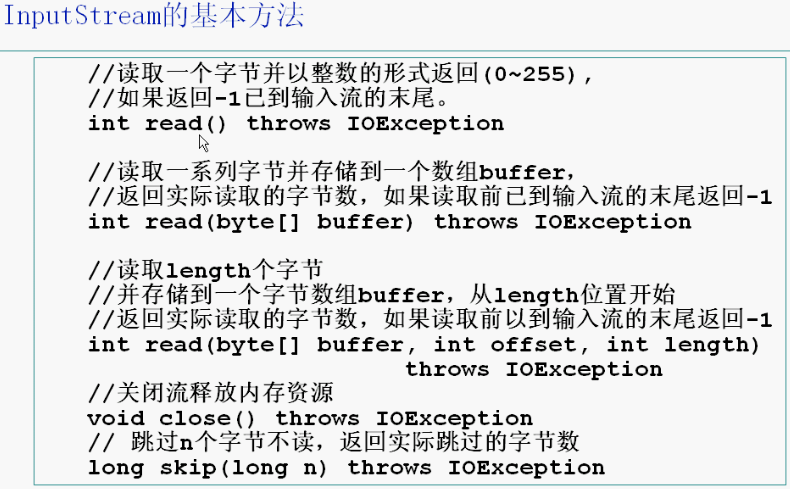 InputStream的基本方法
//读取一个字节并以整数的形式返回(0~255),
//如果返回-1已到输入流的末尾。
int read() throws IOException
//读取一系列字节并存储到一个数组buffer，
//返回实际读取的字节数，如果读取前已到输入流的末尾返回-1
int read(byte[] buffer) throws IOException
//读取length个字节
//并存储到一个字节数组buffer，从length位置开始
//返回实际读取的字节数，如果读取前以到输入流的末尾返回-1
int read(byte[] buffer, int offset, int length)
throws IOException
//关闭流释放内存资源
void close() throws IOException
// 跳过n个字节不读，返回实际跳过的字节数
long skip(long n) throws IOException